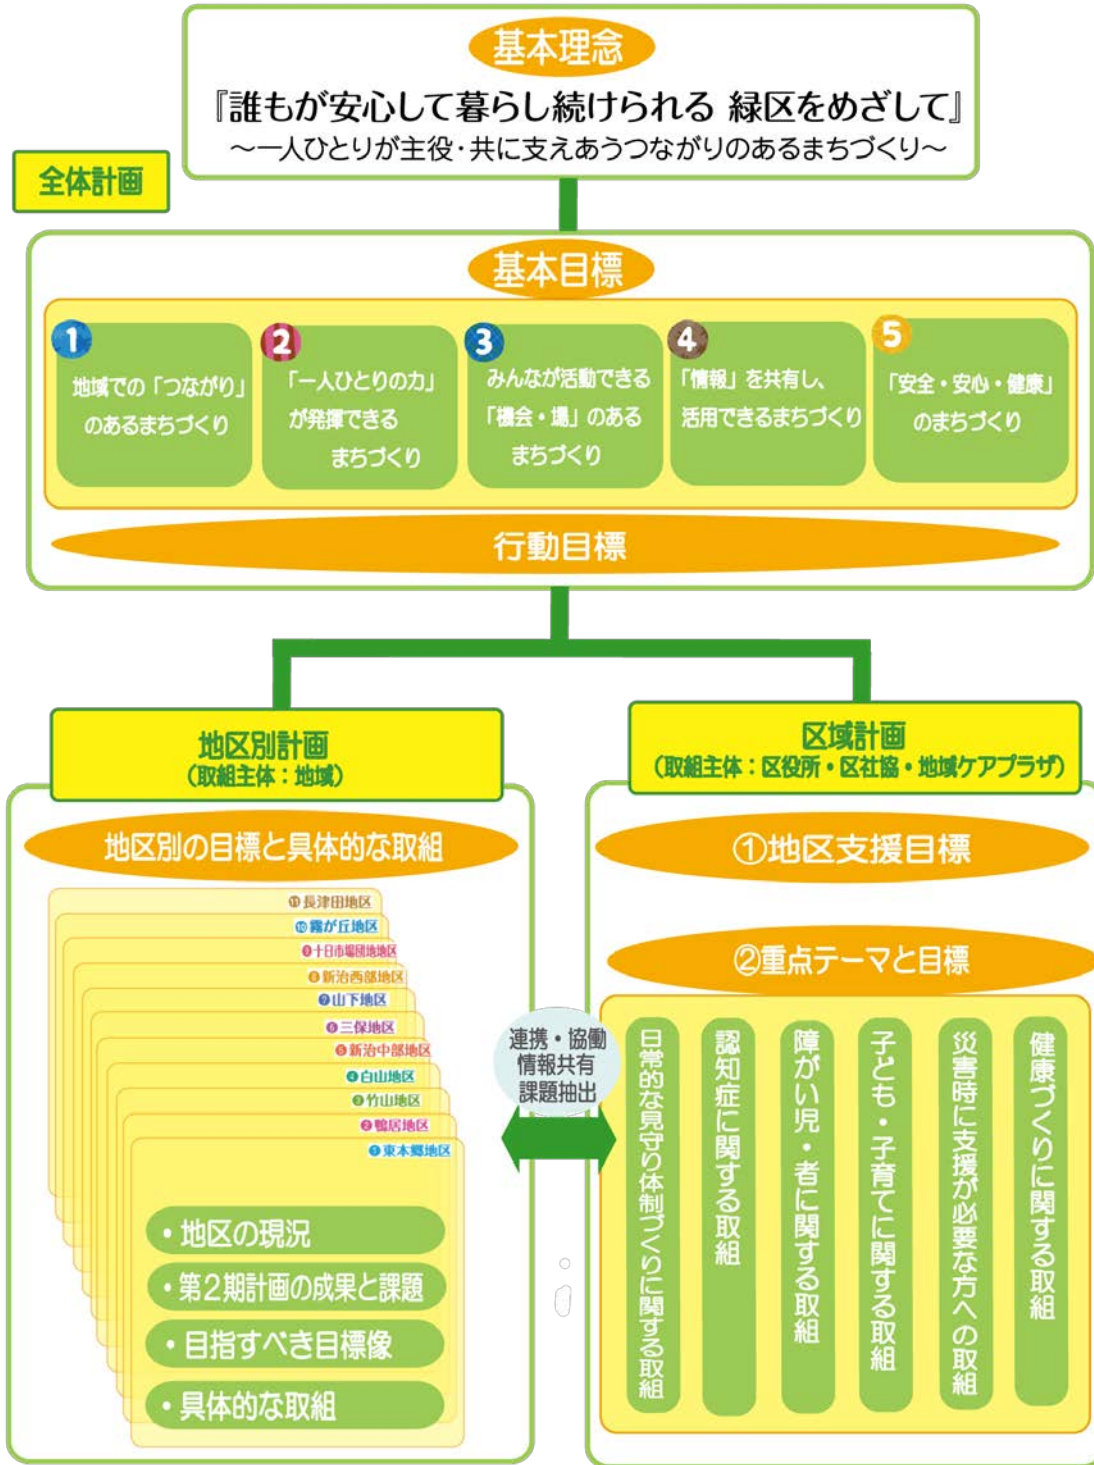 基本理念
『誰もが安心して暮らし続けられる 緑区をめざして』
～一人ひとりが主役・共に支えあうつながりのあるまちづくり～
全体計画
基本目標
1
地域での「つながり」
のあるまちづくり
2
「一人ひとりの力」
が発揮できる
まちづくり
3
みんなが活動できる
「機会・場」のある
まちづくり
4
「情報」を共有し、
活用できるまちづくり
5
「安全・安心・健康」
のまちづくり
行動目標
地区別計画
（取組主体：地域）
地区別の目標と具体的な取組
⑪長津田地区
⑩霧が丘地区
⑨十日市場団地地区
⑧新治西部地区
⑦山下地区
⑥三保地区
⑤新治中部地区
④白山地区
③竹山地区
②鴨居地区
①東本郷地区
・地区の現況
・第２期計画の成果と課題
・目指すべき目標像
・具体的な取組
連携・協働
情報共有
課題抽出
区域計画
（取組主体：区役所・区社協・地域ケアプラザ）
①地区支援目標
②重点テーマと目標
日常的な見守り体制づくりに関する取組
認知症に関する取組
障がい児・者に関する取組
子ども・子育てに関する取組
災害時に支援が必要な方への取組
健康づくりに関する取組